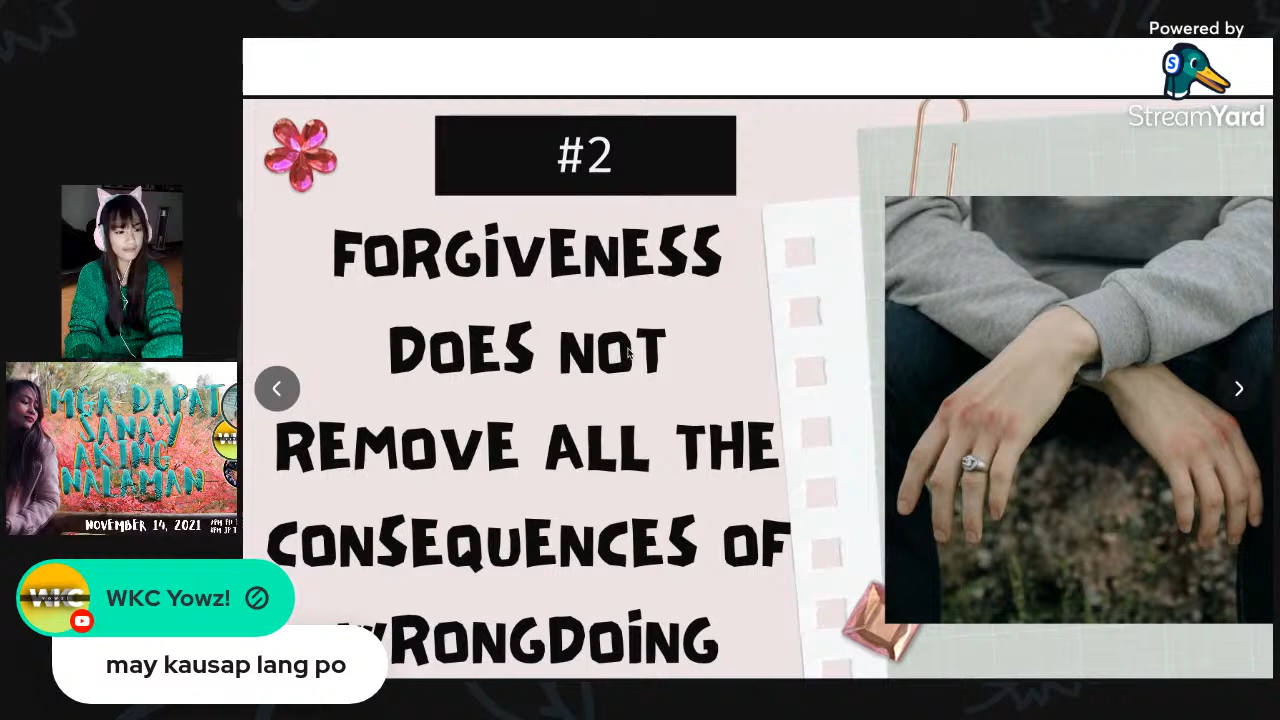 Powered by
StreamYard
#2
FORGIVENESS
DOES NOT
REMOVE ALL THE
CONSEQUENCES OF
WRONGDOING
MGA DAPAT
SANA'Y
AKING
NALAMAN
NOVEMBER 14, 2021
WKC Yowz!
may kausap lang po